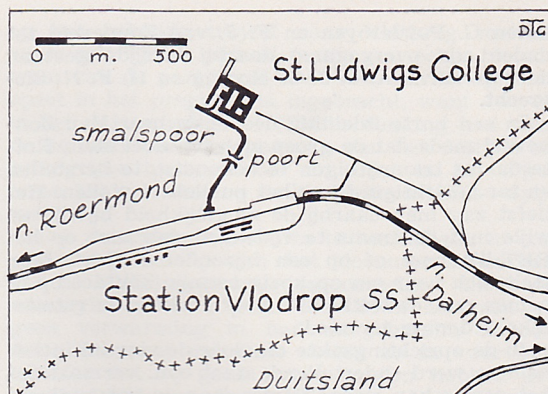 DTG
0 m. 500
St. Ludwigs College
smalspoor
poort
n. Roermond
Station Vlodrop SS
n. Dalheim
Duitsland